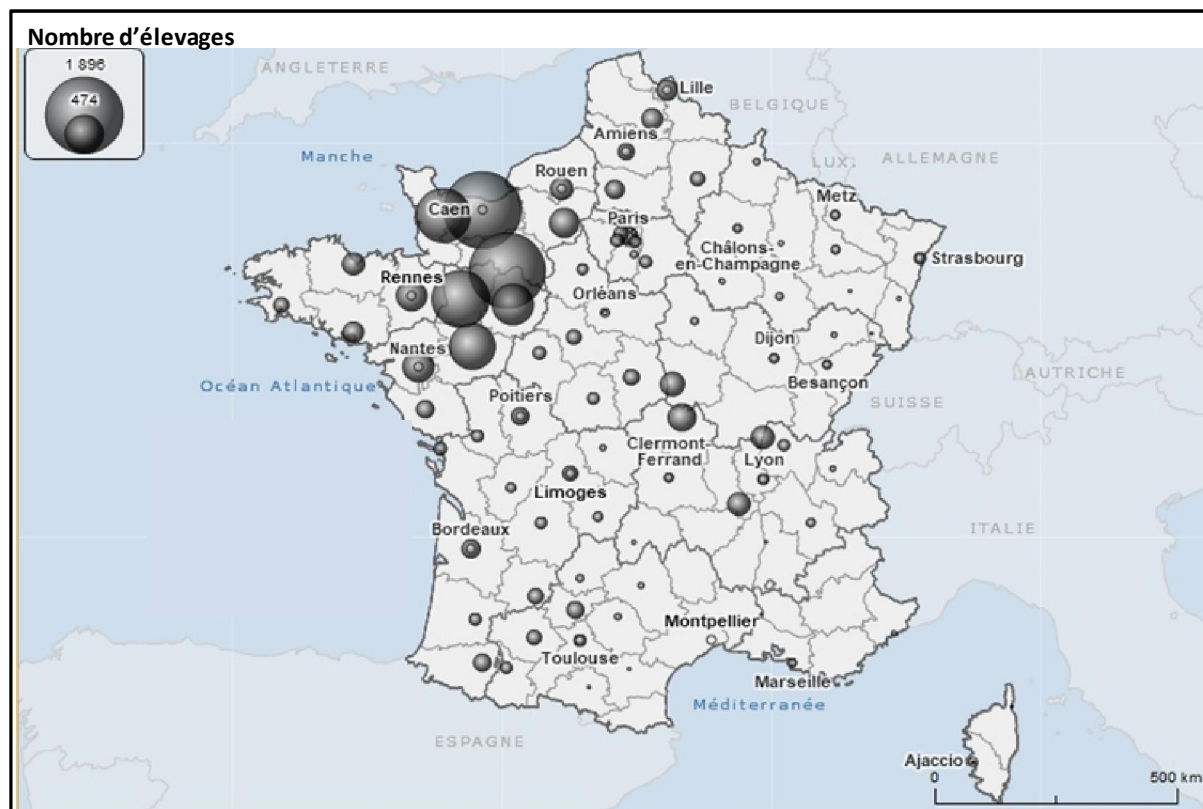 Nombre d'élevages
1 896
474
ANGLETERRE
Lille
BELGIQUE
Manche
Amiens
LUX.
ALLEMAGNE
Rouen
Metz
Caen
Paris
Châlons-
en-Champagne
Strasbourg
Rennes
Orléans
Nantes
Dijon
Océan Atlantique
Besançon
AUTRICHE
Poitiers
SUISSE
Clermont-
Ferrand
Lyon
Limoges
Bordeaux
ITALIE
Montpellier
Toulouse
Marseille
Méditerranée
ESPAGNE
Ajaccio
0
500 km